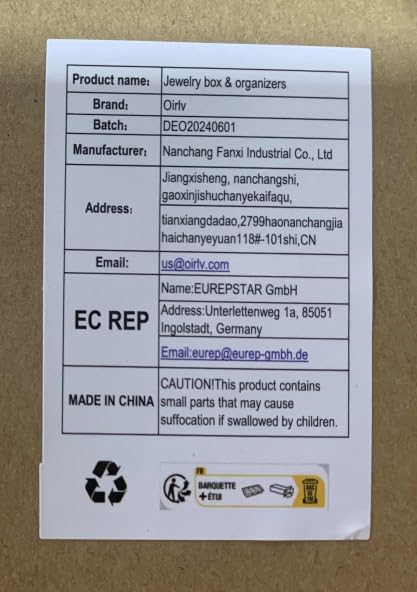 Product name: Jewelry box & organizers
Brand: Oirlv
Batch: DEO20240601
Manufacturer: Nanchang Fanxi Industrial Co., Ltd
Address: Jiangxisheng, nanchangshi,
gaoxinjishuchanyekaifaqu,
tianxiangdadao,2799haonanchangjia
haichanyeyuan118#-101shi,CN
Email: us@oirlv.com
EC REP
Name:EUREPSTAR GmbH
Address:Unterlettenweg 1a, 85051
Ingolstadt, Germany
Email:eurep@eurep-gmbh.de
MADE IN CHINA
CAUTION!This product contains
small parts that may cause
suffocation if swallowed by children.
FR
BARQUETTE
+ÉTUI
BAC
DE
TRI